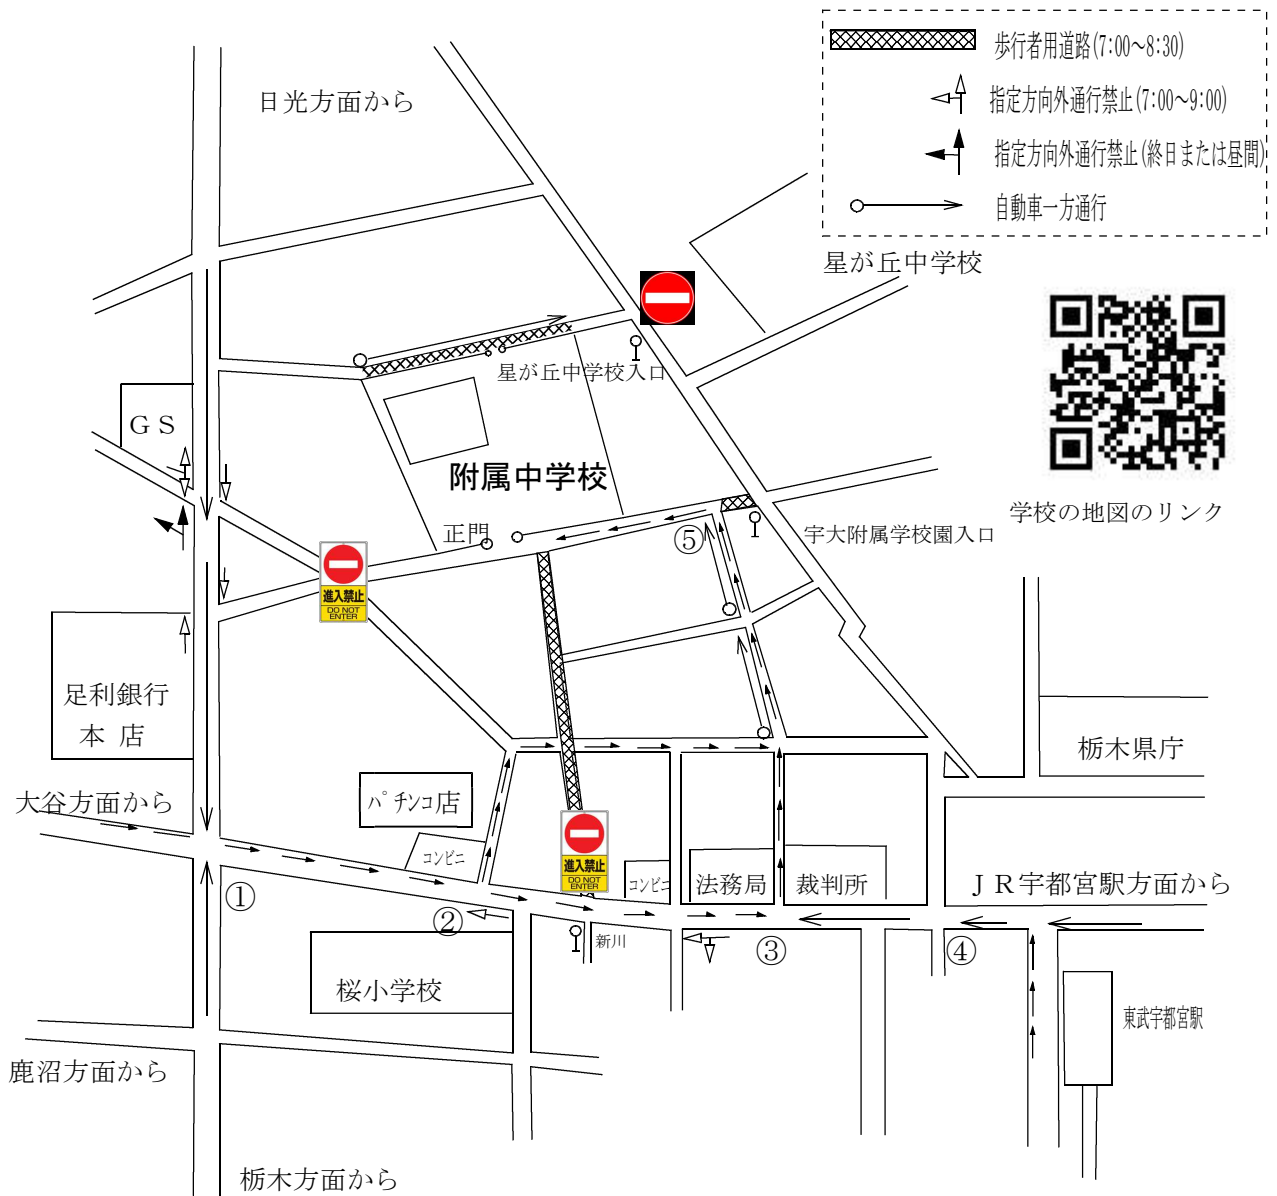 歩行者用道路(7:00～8:30)
指定方向外通行禁止(7:00～9:00)
指定方向外通行禁止(終日または昼間)
自動車一方通行
日光方面から
星が丘中学校
星が丘中学校入口
GS
附属中学校
学校の地図のリンク
正門
⑤
宇大附属学校園入口
進入禁止
DO NOT
ENTER
足利銀行
本店
栃木県庁
大谷方面から
パチンコ店
コンビニ
進入禁止
DO NOT
ENTER
コンビニ
法務局
裁判所
JR宇都宮駅方面から
①
②
新川
③
④
桜小学校
東武宇都宮駅
鹿沼方面から
栃木方面から